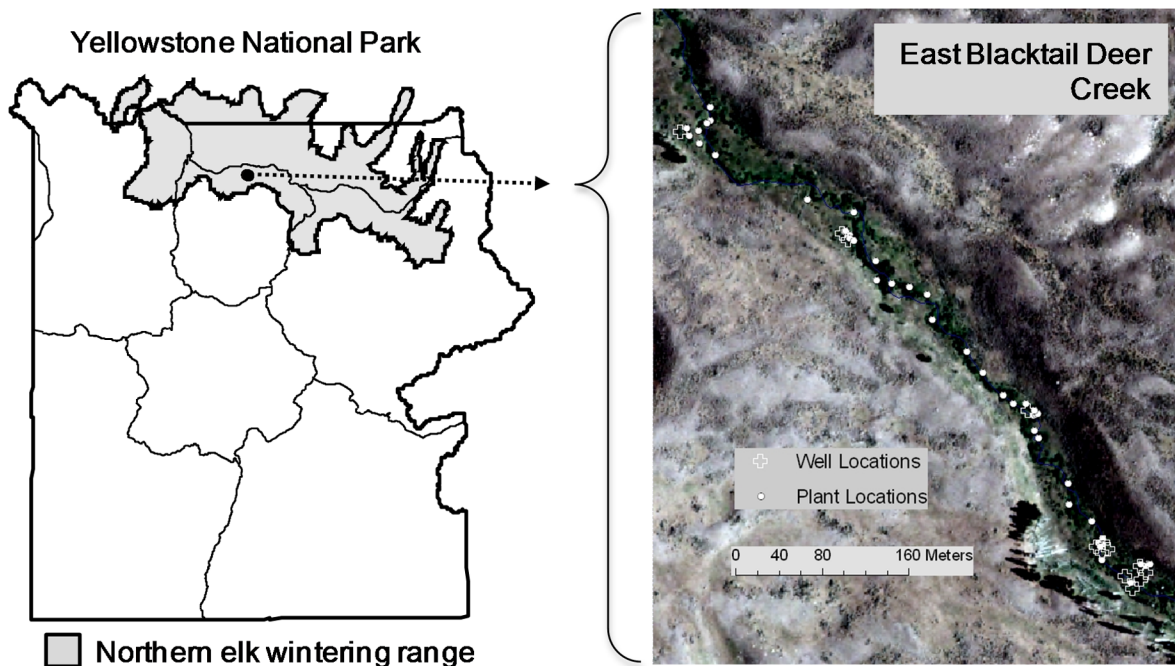 Yellowstone National Park
Northern elk wintering range
East Blacktail Deer
Creek
Well Locations
Plant Locations
0 40 80 160 Meters